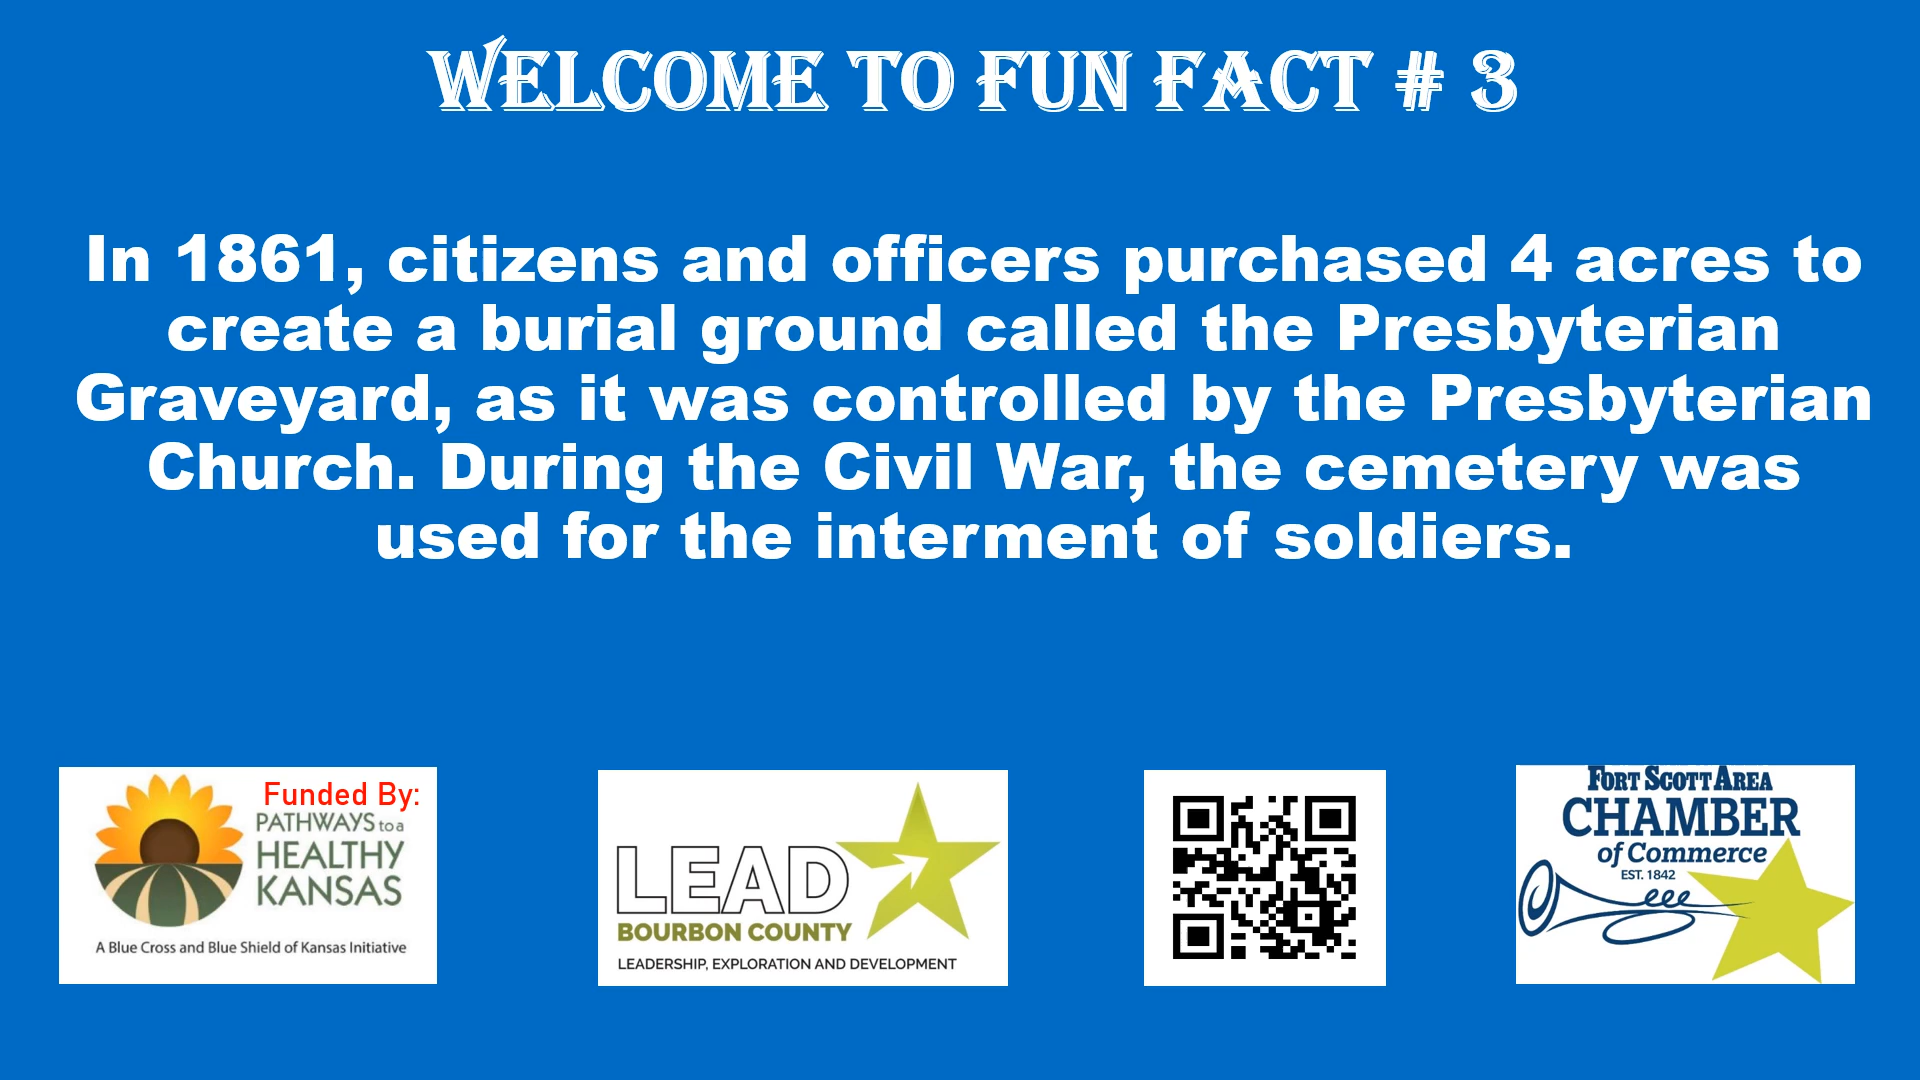 WELCOME TO FUN FACT # 3
In 1861, citizens and officers purchased 4 acres to
create a burial ground called the Presbyterian
Graveyard, as it was controlled by the Presbyterian
Church. During the Civil War, the cemetery was
used for the interment of soldiers.
Funded By:
PATHWAYS to a
HEALTHY
KANSAS
A Blue Cross and Blue Shield of Kansas Initiative
LEAD
BOURBON COUNTY
LEADERSHIP, EXPLORATION AND DEVELOPMENT
FORT SCOTT AREA
CHAMBER
of Commerce
EST. 1842